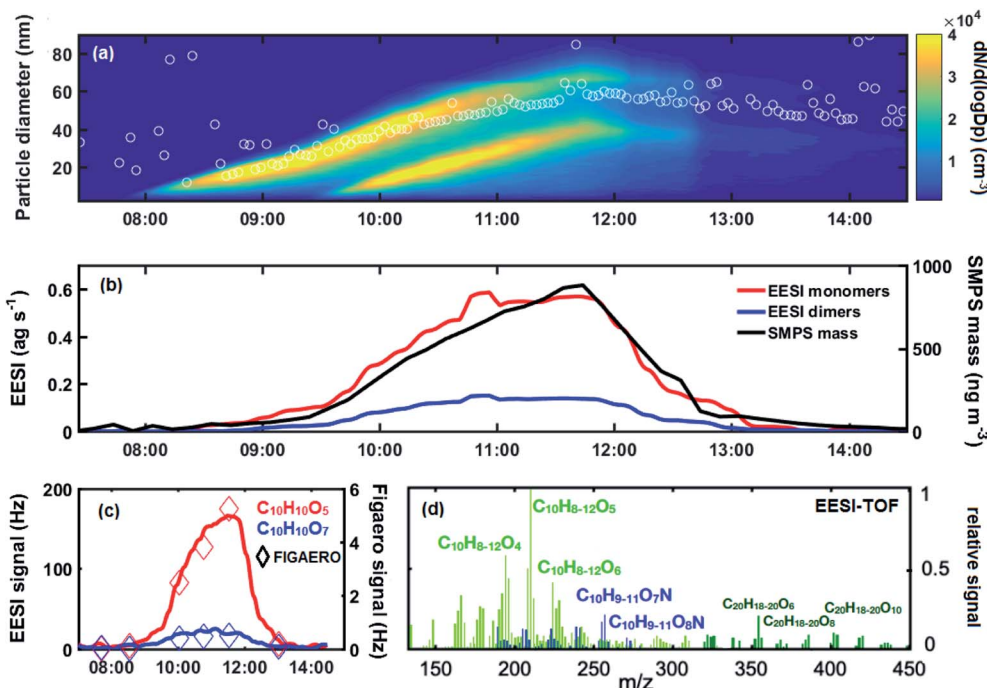 (a)
Particle diameter (nm)
80
60
40
20
08:00 09:00 10:00 11:00 12:00 13:00 14:00
×10⁴
4
3
2
1
dN/d(logDp) (cm⁻³)
(b)
EESI (ag s⁻¹)
0.6
0.4
0.2
0
EESI monomers
EESI dimers
SMPS mass
900
500
0
SMPS mass (ng m⁻³)
08:00 09:00 10:00 11:00 12:00 13:00 14:00
(c)
EESI signal (Hz)
200
100
0
C₁₀H₁₀O₅
C₁₀H₁₀O₇
FIGAERO
6
4
2
0
Figaero signal (Hz)
08:00 10:00 12:00 14:00
(d)
EESI-TOF
C₁₀H₈₋₁₂O₅
C₁₀H₈₋₁₂O₄
C₁₀H₈₋₁₂O₆
C₁₀H₉₋₁₁O₇N
C₁₀H₉₋₁₁O₈N
C₂₀H₁₈₋₂₀O₆
C₂₀H₁₈₋₂₀O₈
C₂₀H₁₈₋₂₀O₁₀
1
0.5
0
relative signal
150 200 250 300 350 400 450
m/z